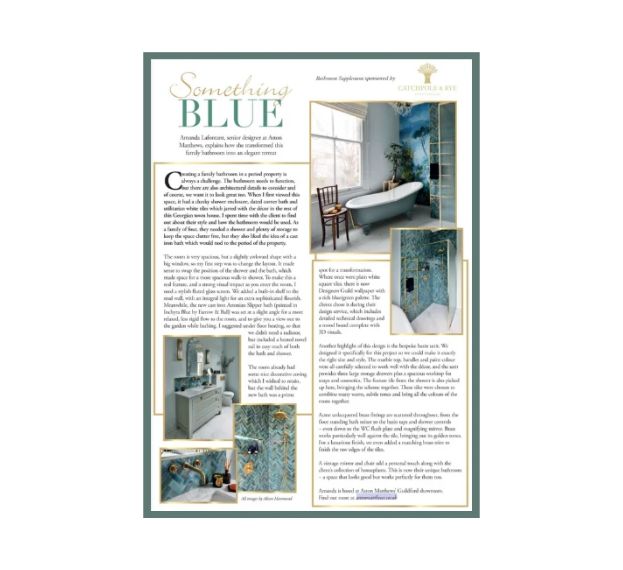 Something
BLUE
Amanda Lafontant, senior designer at Aston
Matthews, explains how she transformed this
family bathroom into an elegant retreat
Bathroom Supplement sponsored by
CATCHPOLE & RYE
Creating a family bathroom in a period property is
always a challenge. The bathroom needs to function,
but there are also architectural details to consider and
of course, we want it to look great too. When I first viewed this
space, it had a clunky shower enclosure, dated corner bath and
utilitarian white tiles which jarred with the décor in the rest of
this Georgian town house. I spent time with the client to find
out about their style and how the bathroom would be used. As
a family of four, they needed a shower and plenty of storage to
keep the space clutter free, but they also liked the idea of a cast
iron bath which would nod to the period of the property.
The room is very spacious, but a slightly awkward shape with a
big window, so my first step was to change the layout. It made
sense to swap the position of the shower and the bath, which
made space for a more spacious walk-in shower. To make this a
real feature, and a strong visual impact as you enter the room, I
used a stylish fluted glass screen. We added a built-in shelf to the
stud wall, with an integral light for an extra sophisticated flourish.
Meanwhile, the new cast iron Armonian Slipper bath (painted in
Inchyra Blue by Farrow & Ball) was set at a slight angle for a more
relaxed, less rigid flow to the room, and to give you a view out to
the garden while bathing. I suggested under floor heating, so that
we didn't need a radiator,
but included a heated towel
rail in easy reach of both
the bath and shower.
The room already had
some nice decorative coving
which I wished to retain,
but the wall behind the
new bath was a prime
spot for a transformation.
Where once were plain white
square tiles there is now
Designers Guild wallpaper with
a rich bluegreen palette. The
client chose it during their
design service, which includes
detailed technical drawings and
a mood board complete with
3D visuals.
Another highlight of this design is the bespoke basin unit. We
designed it specifically for this project so we could make it exactly
the right size and style. The marble top, handles and paint colour
were all carefully selected to work well with the décor, and the unit
provides three large storage drawers plus a spacious worktop for
soaps and cosmetics. The feature tile from the shower is also picked
up here, bringing the scheme together. These tiles were chosen to
combine many warm, subtle tones and bring all the colours of the
room together.
Aston unlacquered brass fittings are scattered throughout, from the
floor standing bath mixer to the basin taps and shower controls
– even down to the WC flush plate and magnifying mirror. Brass
works particularly well against the tile, bringing out its golden tones.
For a luxurious finish, we even added a matching brass trim to
finish the raw edges of the tiles.
A vintage mirror and chair add a personal touch along with the
client's collection of houseplants. This is now their unique bathroom
– a space that looks good but works perfectly for them too.
Amanda is based at Aston Matthews' Guildford showroom.
Find out more at astonmatthews.co.uk
All images by Alison Hammond